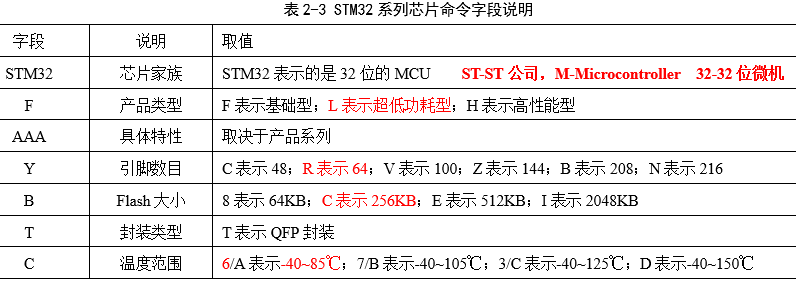 表 2-3 STM32 系列芯片命令字段说明
字段 说明 取值
STM32 芯片家族 STM32 表示的是 32 位的 MCU ST-ST 公司，M-Microcontroller 32-32 位微机
F 产品类型 F 表示基础型；L 表示超低功耗型；H 表示高性能型
AAA 具体特性 取决于产品系列
Y 引脚数目 C 表示 48；R 表示 64；V 表示 100；Z 表示 144；B 表示 208；N 表示 216
B Flash 大小 8 表示 64KB；C 表示 256KB；E 表示 512KB；I 表示 2048KB
T 封装类型 T 表示 QFP 封装
C 温度范围 6/A 表示-40~85℃；7/B 表示-40~105℃；3/C 表示-40~125℃；D 表示-40~150℃